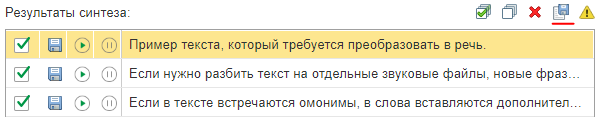 Результаты синтеза:
Пример текста, который требуется преобразовать в речь.
Если нужно разбить текст на отдельные звуковые файлы, новые фраз...
Если в тексте встречаются омонимы, в слова вставляются дополнител...